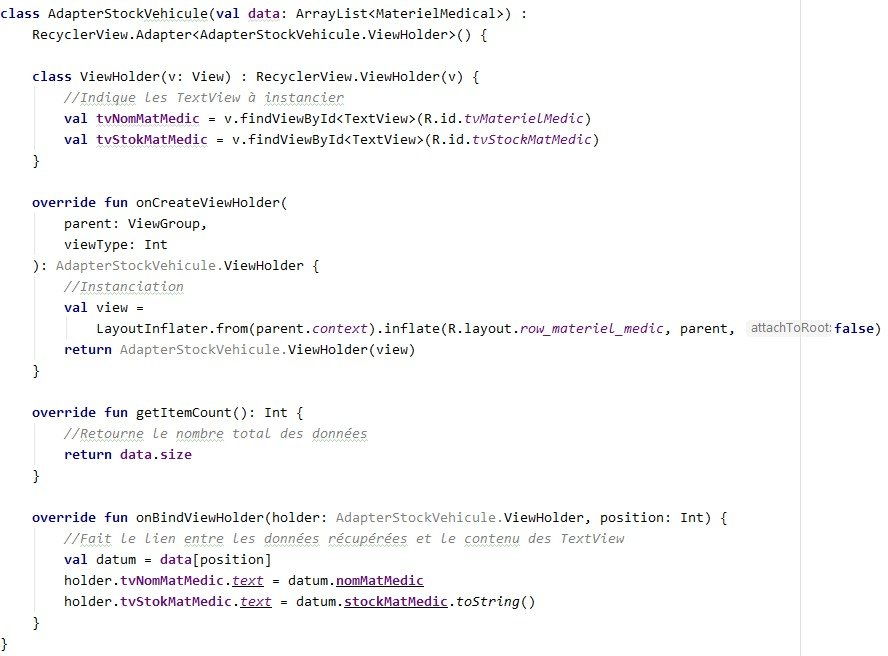 class AdapterStockVehicule(val data: ArrayList<MaterielMedical>) :
    RecyclerView.Adapter<AdapterStockVehicule.ViewHolder>() {

    class ViewHolder(v: View) : RecyclerView.ViewHolder(v) {
        //Indique les TextView à instancier
        val tvNomMatMedic = v.findViewById<TextView>(R.id.tvMaterielMedic)
        val tvStokMatMedic = v.findViewById<TextView>(R.id.tvStockMatMedic)
    }

    override fun onCreateViewHolder(
        parent: ViewGroup,
        viewType: Int
    ): AdapterStockVehicule.ViewHolder {
        //Instanciation
        val view =
            LayoutInflater.from(parent.context).inflate(R.layout.row_materiel_medic, parent, attachToRoot: false)
        return AdapterStockVehicule.ViewHolder(view)
    }

    override fun getItemCount(): Int {
        //Retourne le nombre total des données
        return data.size
    }

    override fun onBindViewHolder(holder: AdapterStockVehicule.ViewHolder, position: Int) {
        //Fait le lien entre les données récupérées et le contenu des TextView
        val datum = data[position]
        holder.tvNomMatMedic.text = datum.nomMatMedic
        holder.tvStokMatMedic.text = datum.stockMatMedic.toString()
    }
}